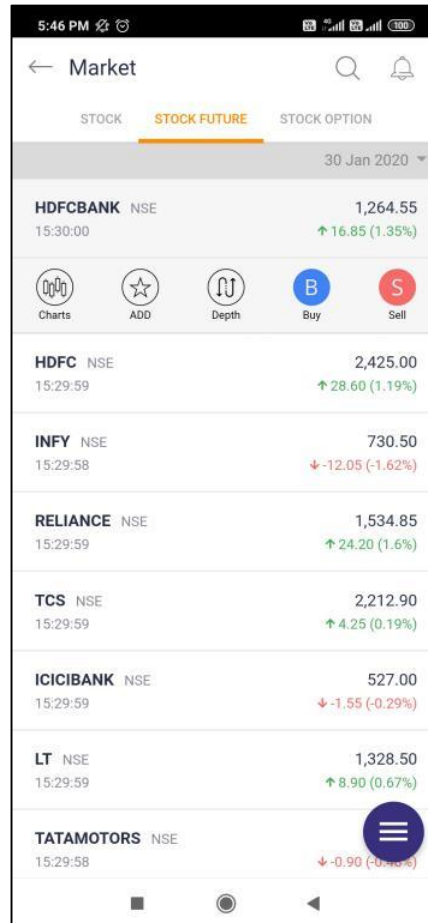 5:46 PM
VO 4G VO 100
Market
STOCK STOCK FUTURE STOCK OPTION
30 Jan 2020
HDFCBANK NSE 1,264.55
15:30:00 ↑ 16.85 (1.35%)
B S
Charts ADD Depth Buy Sell
HDFC NSE 2,425.00
15:29:59 ↑ 28.60 (1.19%)
INFY NSE 730.50
15:29:58 ↓ -12.05 (-1.62%)
RELIANCE NSE 1,534.85
15:29:59 ↑ 24.20 (1.6%)
TCS NSE 2,212.90
15:29:59 ↑ 4.25 (0.19%)
ICICIBANK NSE 527.00
15:29:59 ↓ -1.55 (-0.29%)
LT NSE 1,328.50
15:29:59 ↑ 8.90 (0.67%)
TATAMOTORS NSE
15:29:58 ↓ -0.90